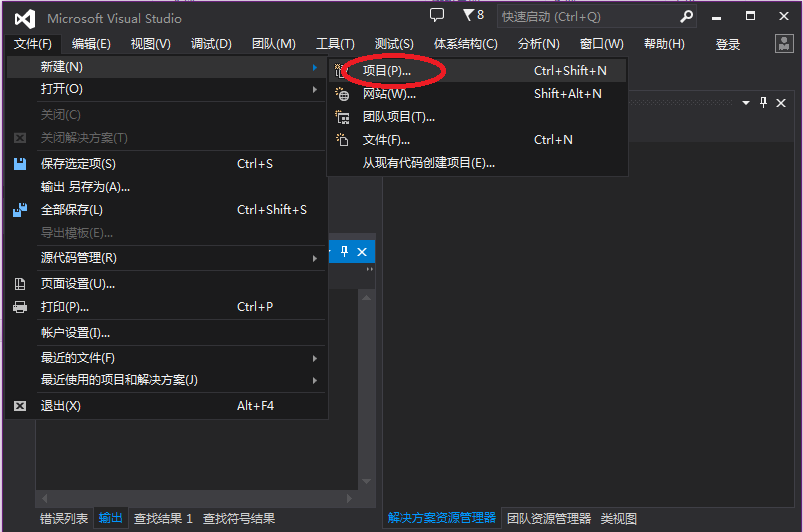 Microsoft Visual Studio
8
快速启动 (Ctrl+Q)
文件(F) 编辑(E) 视图(V) 调试(D) 团队(M) 工具(T) 测试(S) 体系结构(C) 分析(N) 窗口(W) 帮助(H) 登录
新建(N)
打开(O)
关闭(C)
关闭解决方案(T)
保存选定项(S) Ctrl+S
输出 另存为(A)...
全部保存(L) Ctrl+Shift+S
导出模板(E)...
源代码管理(R)
页面设置(U)...
打印(P)... Ctrl+P
帐户设置(I)...
最近的文件(F)
最近使用的项目和解决方案(J)
退出(X) Alt+F4
项目(P)... Ctrl+Shift+N
网站(W)... Shift+Alt+N
团队项目(T)...
文件(F)... Ctrl+N
从现有代码创建项目(E)...
错误列表 输出 查找结果 1 查找符号结果
解决方案资源管理器 团队资源管理器 类视图